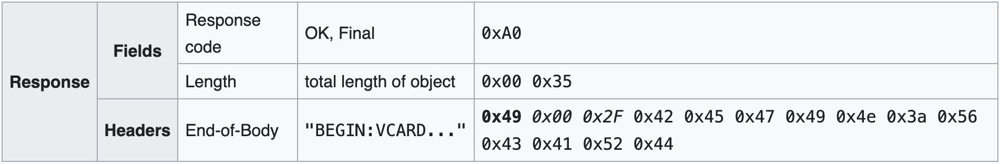 Response
Fields
Response
code
OK, Final
0xA0
Length
total length of object
0x00 0x35
Headers
End-of-Body
"BEGIN:VCARD..."
0x49 0x00 0x2F 0x42 0x45 0x47 0x49 0x4e 0x3a 0x56
0x43 0x41 0x52 0x44